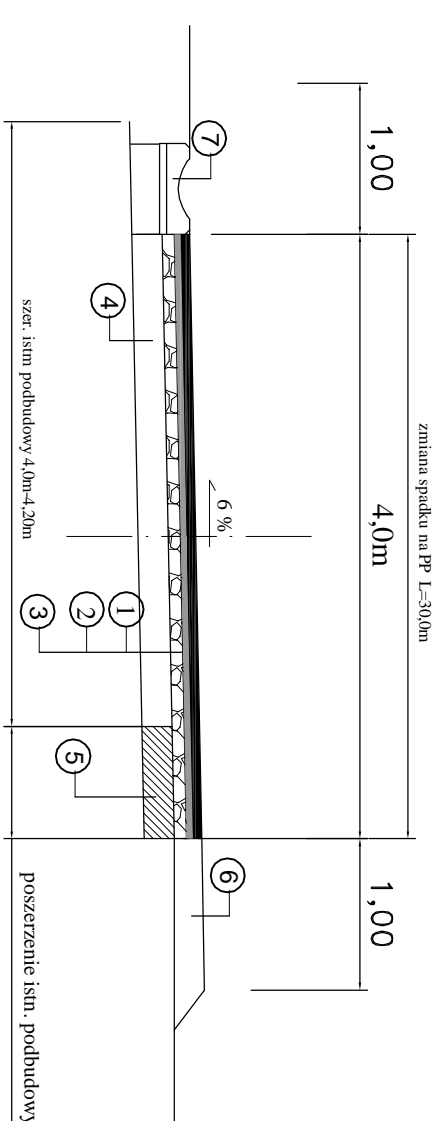 zmiana spadku na PP L=30,0m
1,00
4,0m
1,00
6 %
7
6
4
1
2
3
5
szer. istm podbudowy 4,0m-4,20m
poszerzenie istn. podbudowy